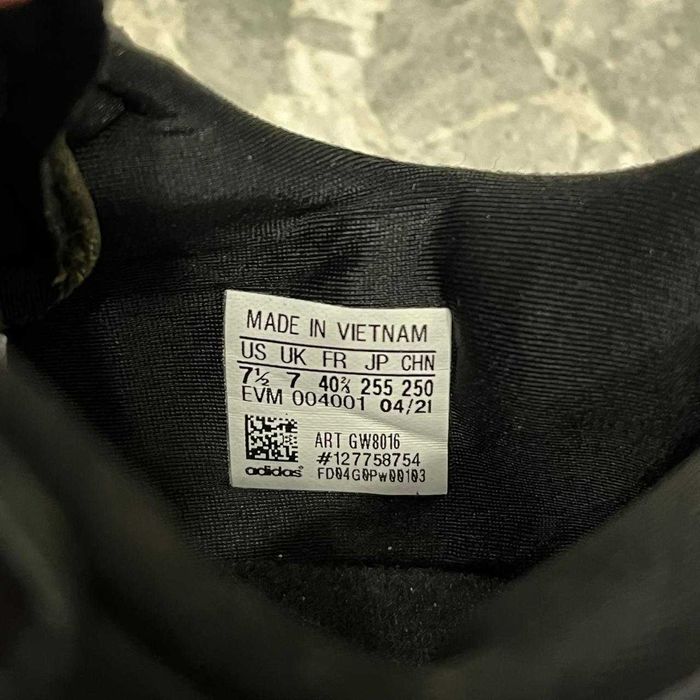 MADE IN VIETNAM
US UK FR JP CHN
7½ 7 40⅔ 255 250
EVM 004001 04/21
ART GW8016
#127758754
adidas FD04G0Pw00103